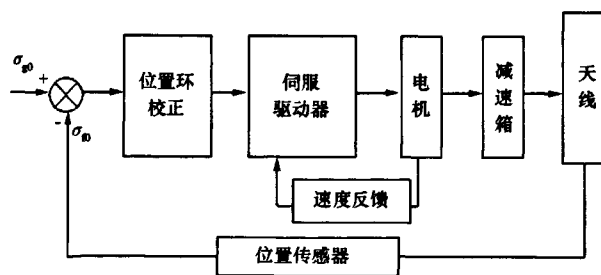 σg0
+
-
σf0
位置环
校正
伺服
驱动器
电
机
减
速
箱
天
线
速度反馈
位置传感器